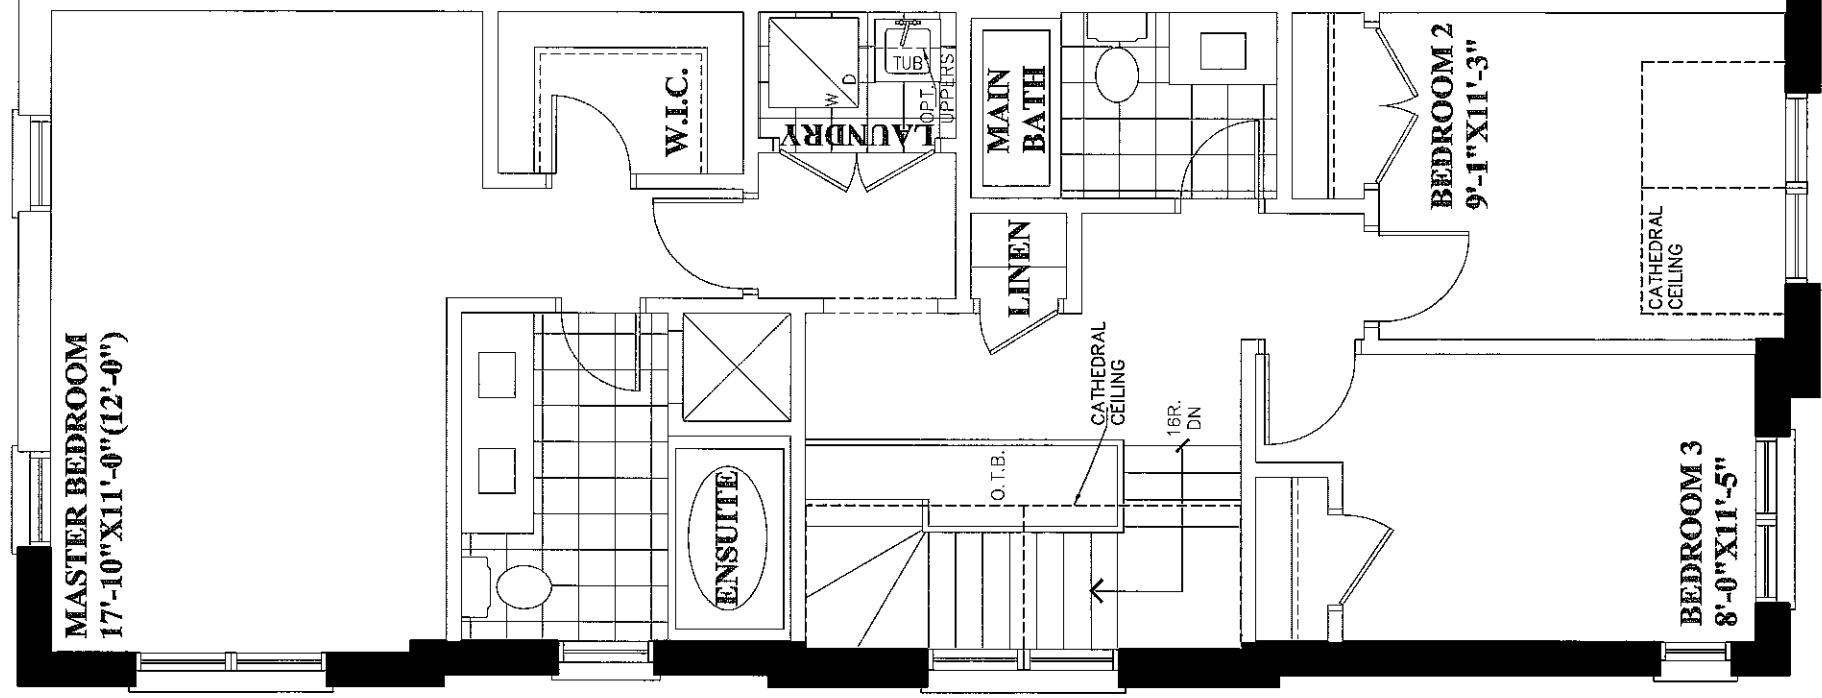 MASTER BEDROOM
17'-10"X11'-0"(12'-0")
W.I.C.
W
D
TUB
OPT.
UPPERS
LAUNDRY
MAIN
BATH
BEDROOM 2
9'-1"X11'-3"
CATHEDRAL
CEILING
LINEN
CATHEDRAL
CEILING
16R.
DN
O.T.B.
ENSUITE
BEDROOM 3
8'-0"X11'-5"